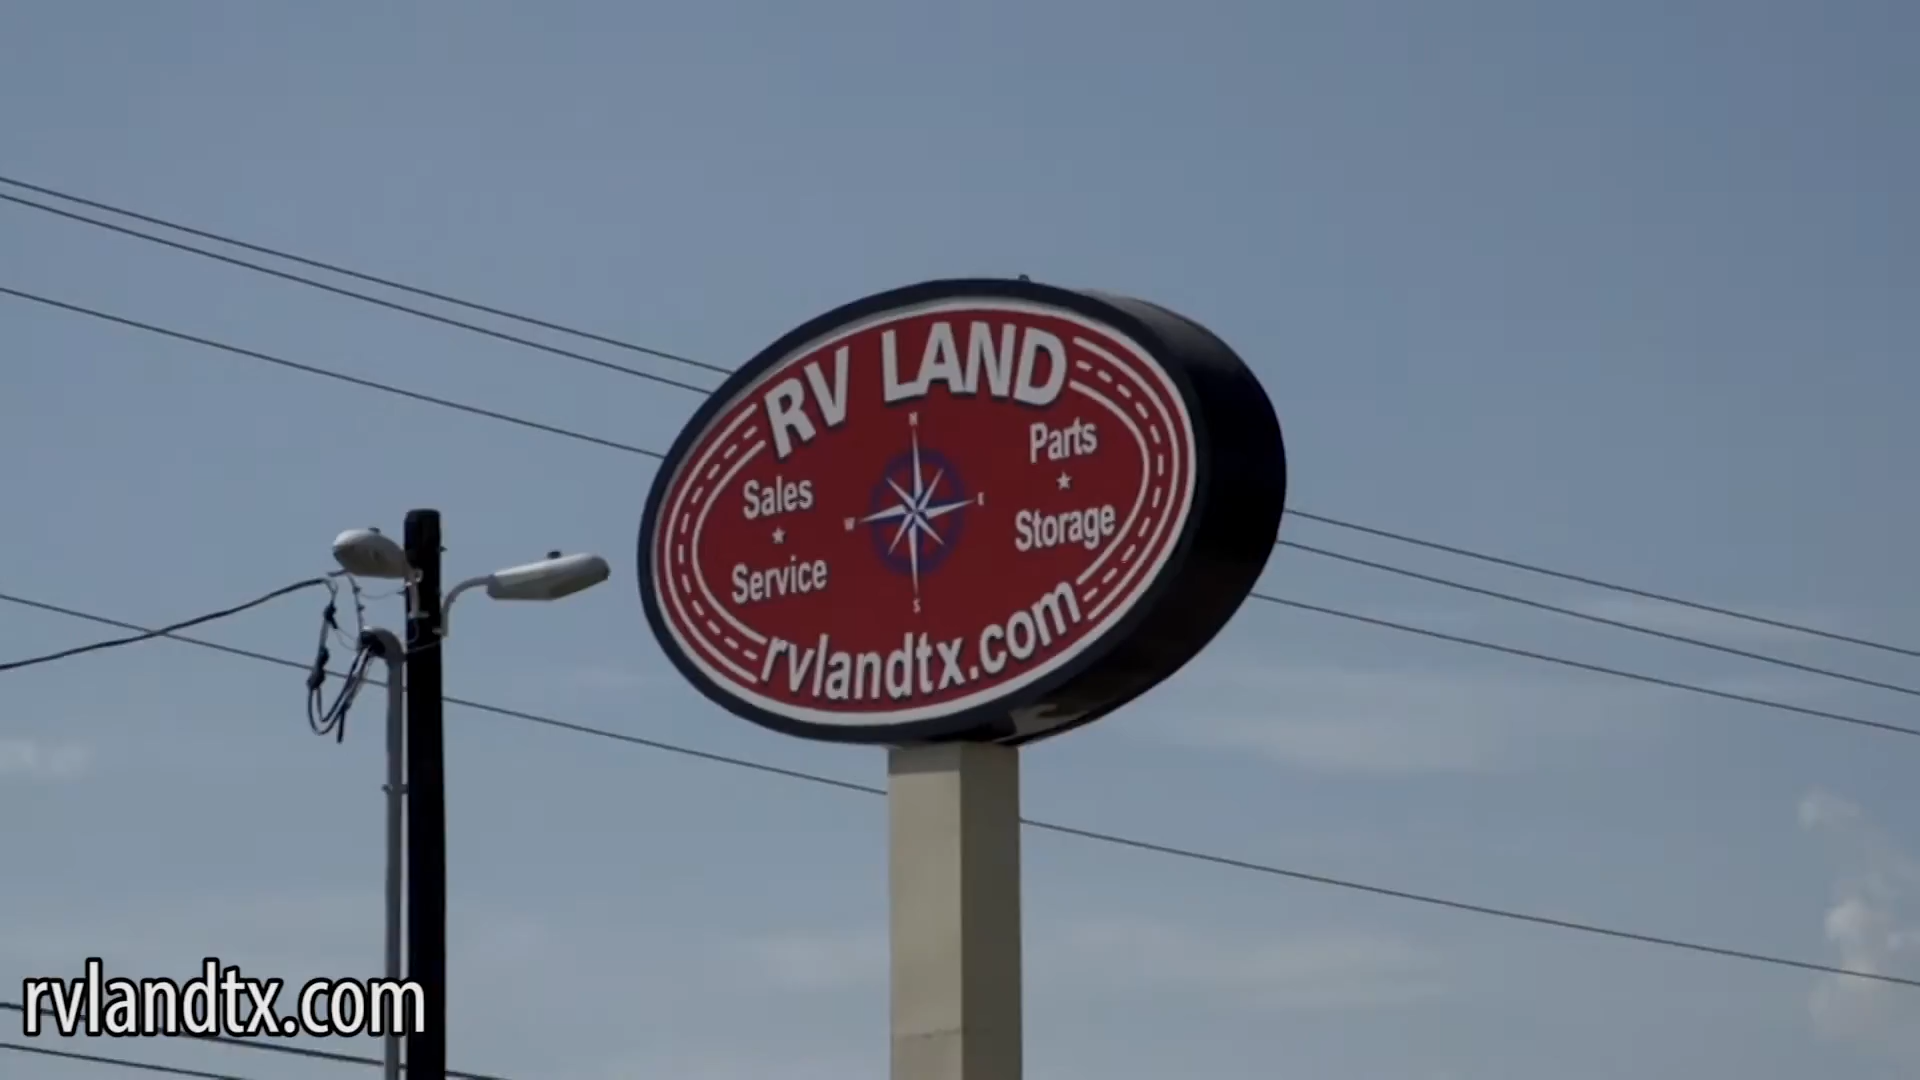 RV LAND
Sales
Service
Parts
Storage
N
W
E
S
rvlandtx.com
rvlandtx.com